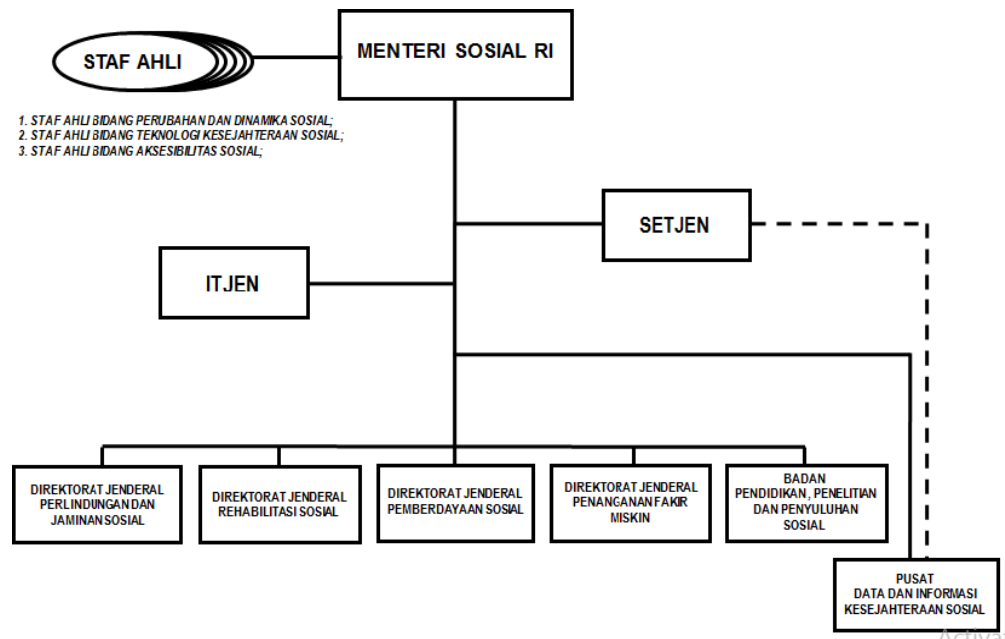 STAF AHLI
MENTERI SOSIAL RI
1. STAF AHLI BIDANG PERUBAHAN DAN DINAMIKA SOSIAL;
2. STAF AHLI BIDANG TEKNOLOGI KESEJAHTERAAN SOSIAL;
3. STAF AHLI BIDANG AKSESIBILITAS SOSIAL;
SETJEN
ITJEN
DIREKTORAT JENDERAL
PERLINDUNGAN DAN
JAMINAN SOSIAL
DIREKTORAT JENDERAL
REHABILITASI SOSIAL
DIREKTORAT JENDERAL
PEMBERDAYAAN SOSIAL
DIREKTORAT JENDERAL
PENANGANAN FAKIR
MISKIN
BADAN
PENDIDIKAN, PENELITIAN
DAN PENYULUHAN
SOSIAL
PUSAT
DATA DAN INFORMASI
KESEJAHTERAAN SOSIAL